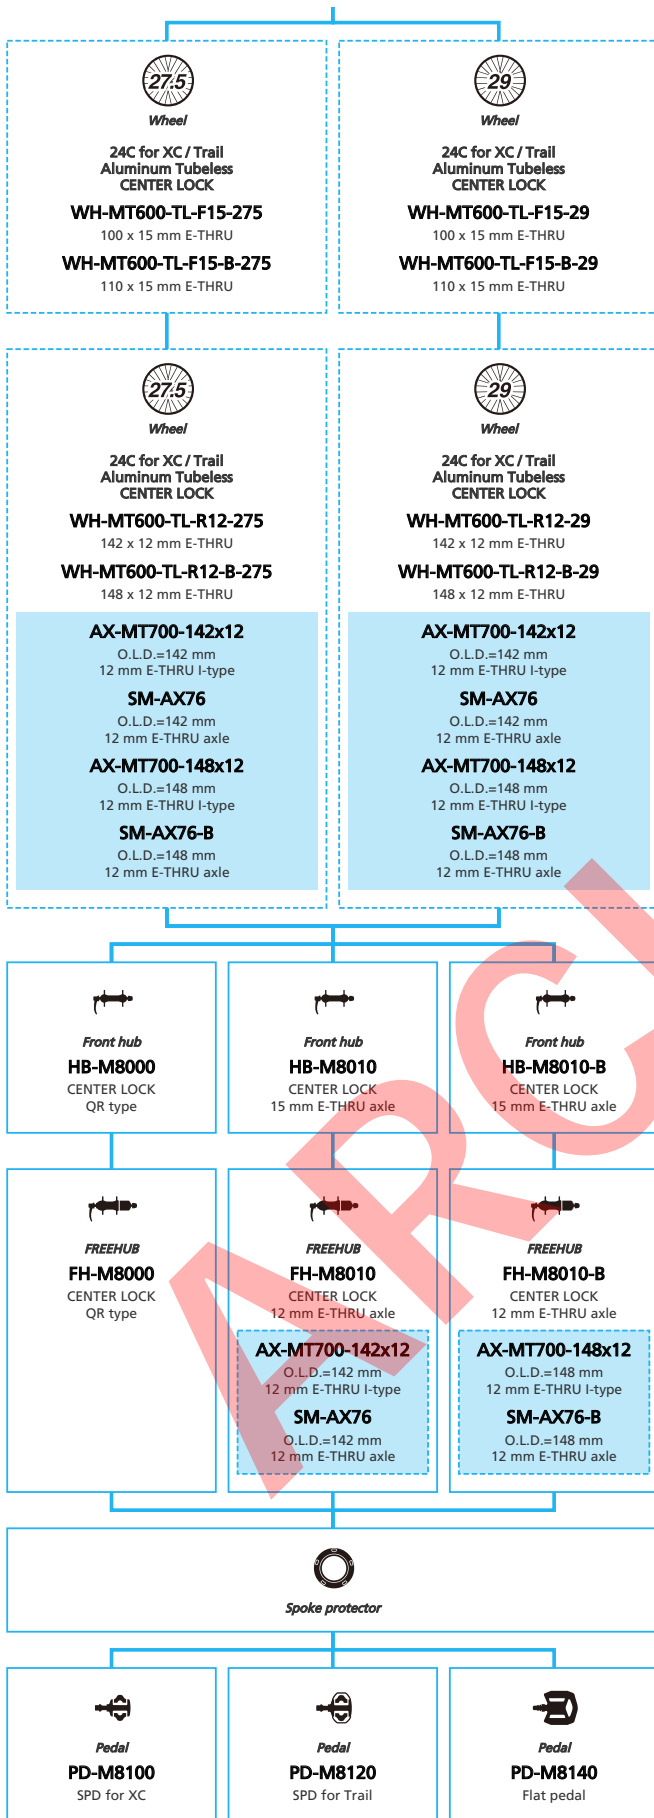 27.5
Wheel
24C for XC / Trail
Aluminum Tubeless
CENTER LOCK
WH-MT600-TL-F15-275
100 x 15 mm E-THRU
WH-MT600-TL-F15-B-275
110 x 15 mm E-THRU
29
Wheel
24C for XC / Trail
Aluminum Tubeless
CENTER LOCK
WH-MT600-TL-F15-29
100 x 15 mm E-THRU
WH-MT600-TL-F15-B-29
110 x 15 mm E-THRU
27.5
Wheel
24C for XC / Trail
Aluminum Tubeless
CENTER LOCK
WH-MT600-TL-R12-275
142 x 12 mm E-THRU
WH-MT600-TL-R12-B-275
148 x 12 mm E-THRU
AX-MT700-142x12
O.L.D.=142 mm
12 mm E-THRU I-type
SM-AX76
O.L.D.=142 mm
12 mm E-THRU axle
AX-MT700-148x12
O.L.D.=148 mm
12 mm E-THRU I-type
SM-AX76-B
O.L.D.=148 mm
12 mm E-THRU axle
29
Wheel
24C for XC / Trail
Aluminum Tubeless
CENTER LOCK
WH-MT600-TL-R12-29
142 x 12 mm E-THRU
WH-MT600-TL-R12-B-29
148 x 12 mm E-THRU
AX-MT700-142x12
O.L.D.=142 mm
12 mm E-THRU I-type
SM-AX76
O.L.D.=142 mm
12 mm E-THRU axle
AX-MT700-148x12
O.L.D.=148 mm
12 mm E-THRU I-type
SM-AX76-B
O.L.D.=148 mm
12 mm E-THRU axle
Front hub
HB-M8000
CENTER LOCK
QR type
Front hub
HB-M8010
CENTER LOCK
15 mm E-THRU axle
Front hub
HB-M8010-B
CENTER LOCK
15 mm E-THRU axle
FREEHUB
FH-M8000
CENTER LOCK
QR type
FREEHUB
FH-M8010
CENTER LOCK
12 mm E-THRU axle
AX-MT700-142x12
O.L.D.=142 mm
12 mm E-THRU I-type
SM-AX76
O.L.D.=142 mm
12 mm E-THRU axle
FREEHUB
FH-M8010-B
CENTER LOCK
12 mm E-THRU axle
AX-MT700-148x12
O.L.D.=148 mm
12 mm E-THRU I-type
SM-AX76-B
O.L.D.=148 mm
12 mm E-THRU axle
Spoke protector
Pedal
PD-M8100
SPD for XC
Pedal
PD-M8120
SPD for Trail
Pedal
PD-M8140
Flat pedal